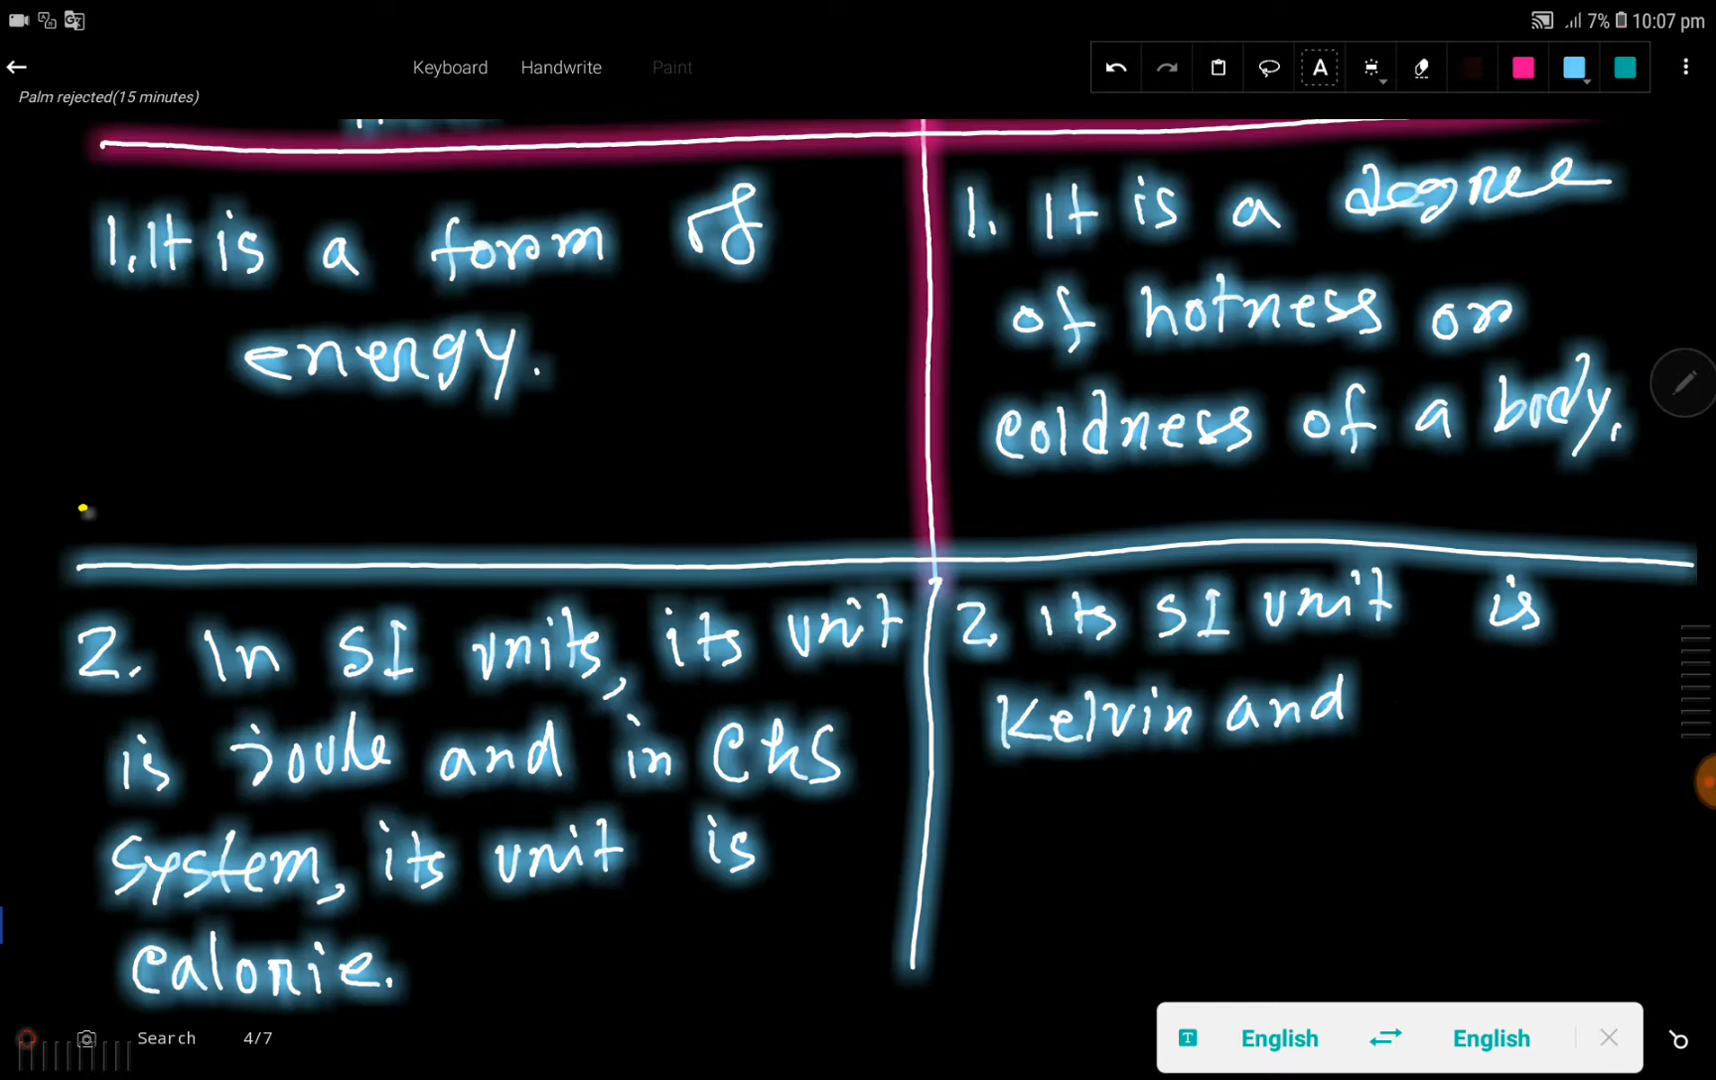 7% 10:07 pm
Keyboard Handwrite Paint
A
Palm rejected(15 minutes)
1. It is a form of
energy.
1. It is a degree
of hotness or
coldness of a body.
2. In SI units, its unit
is joule and in CGS
system, its unit is
calorie.
2. Its SI unit is
Kelvin and
Search 4/7
T English English